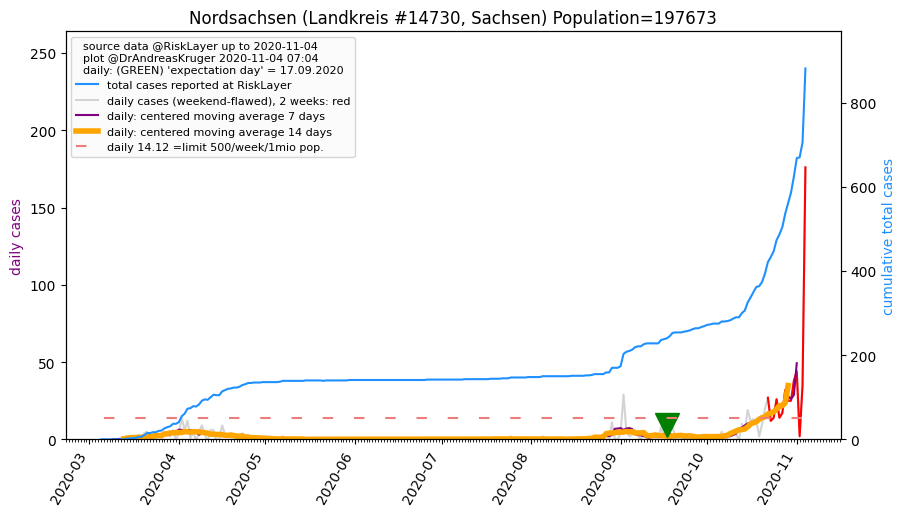 Nordsachsen (Landkreis #14730, Sachsen) Population=197673
source data @RiskLayer up to 2020-11-04
plot @DrAndreasKruger 2020-11-04 07:04
daily: (GREEN) 'expectation day' = 17.09.2020
total cases reported at RiskLayer
daily cases (weekend-flawed), 2 weeks: red
daily: centered moving average 7 days
daily: centered moving average 14 days
daily 14.12 =limit 500/week/1mio pop.
daily cases
250
200
150
100
50
0
cumulative total cases
800
600
400
200
0
2020-03
2020-04
2020-05
2020-06
2020-07
2020-08
2020-09
2020-10
2020-11